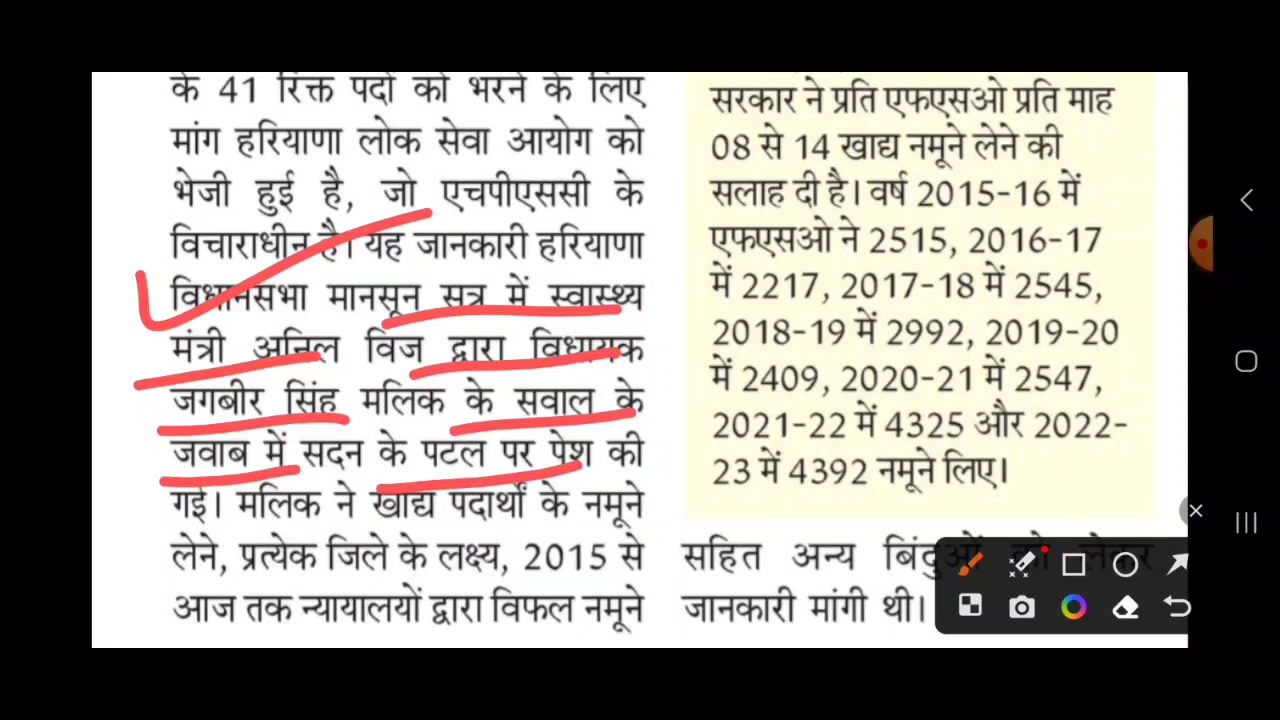 के 41 रिक्त पदों को भरने के लिए
मांग हरियाणा लोक सेवा आयोग को
भेजी हुई है, जो एचपीएससी के
विचाराधीन है। यह जानकारी हरियाणा
विधानसभा मानसून सत्र में स्वास्थ्य
मंत्री अनिल विज द्वारा विधायक
जगबीर सिंह मलिक के सवाल के
जवाब में सदन के पटल पर पेश की
गई। मलिक ने खाद्य पदार्थों के नमूने
लेने, प्रत्येक जिले के लक्ष्य, 2015 से
आज तक न्यायालयों द्वारा विफल नमूने
सरकार ने प्रति एफएसओ प्रति माह
08 से 14 खाद्य नमूने लेने की
सलाह दी है। वर्ष 2015-16 में
एफएसओ ने 2515, 2016-17
में 2217, 2017-18 में 2545,
2018-19 में 2992, 2019-20
में 2409, 2020-21 में 2547,
2021-22 में 4325 और 2022-
23 में 4392 नमूने लिए।
सहित अन्य बिंदुओं को लेकर
जानकारी मांगी थी।